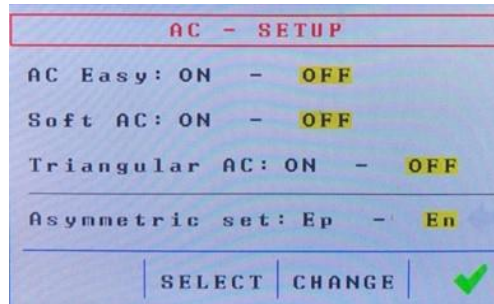 AC - SETUP
AC Easy: ON - OFF
Soft AC: ON - OFF
Triangular AC: ON - OFF
Asymmetric set: Ep - En
SELECT CHANGE